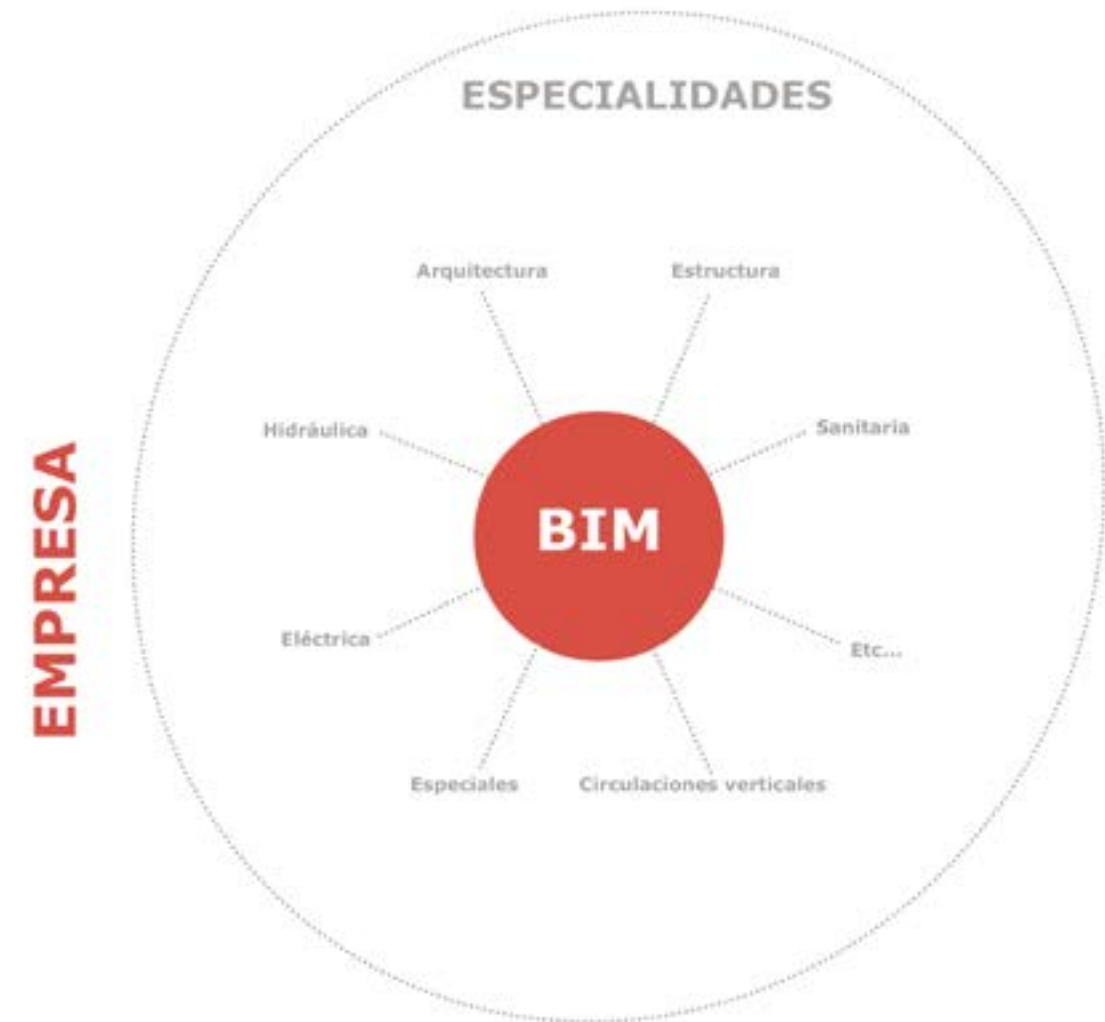 ESPECIALIDADES
Arquitectura
Estructura
Hidráulica
Sanitaria
EMPRESA
BIM
Eléctrica
Etc...
Especiales
Circulaciones verticales